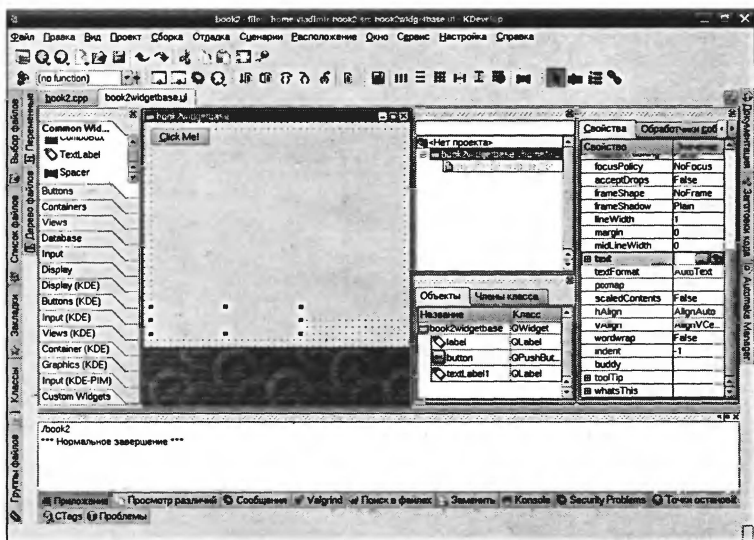 book2 - file: home vladimir book2 src book2widgetbase.ui - KDevelop
Файл Правка Вид Проект Сборка Отладка Сценарии Расположение Окно Сервис Настройка Справка
(no function)
book2.cpp book2widgetbase.ui
Выбор файлов
Переменные
Список файлов
Дерево файлов
Закладки
Классы
Группы файлов
Common Wid...
ComboBox
TextLabel
Spacer
Buttons
Containers
Views
Database
Input
Display
Display (KDE)
Buttons (KDE)
Input (KDE)
Views (KDE)
Container (KDE)
Graphics (KDE)
Input (KDE-PIM)
Custom Widgets
book2widgetbase
Click Me!
<Нет проекта>
Объекты Члены класса
Название Класс
book2widgetbase QWidget
label QLabel
button QPushBut...
textLabel1 QLabel
Свойства Обработчики соб
Свойство
focusPolicy NoFocus
acceptDrops False
frameShape NoFrame
frameShadow Plain
lineWidth 1
margin 0
midLineWidth 0
text
textFormat AutoText
pixmap
scaledContents False
hAlign AlignAuto
vAlign AlignVCe...
wordwrap False
indent -1
buddy
toolTip
whatsThis
Документация
Заготовки кода
Automake Manager
/book2
*** Нормальное завершение ***
Приложение Просмотр различий Сообщения Valgrind Поиск в файлах Заменить Konsole Security Problems Точки останова
CTags Проблемы